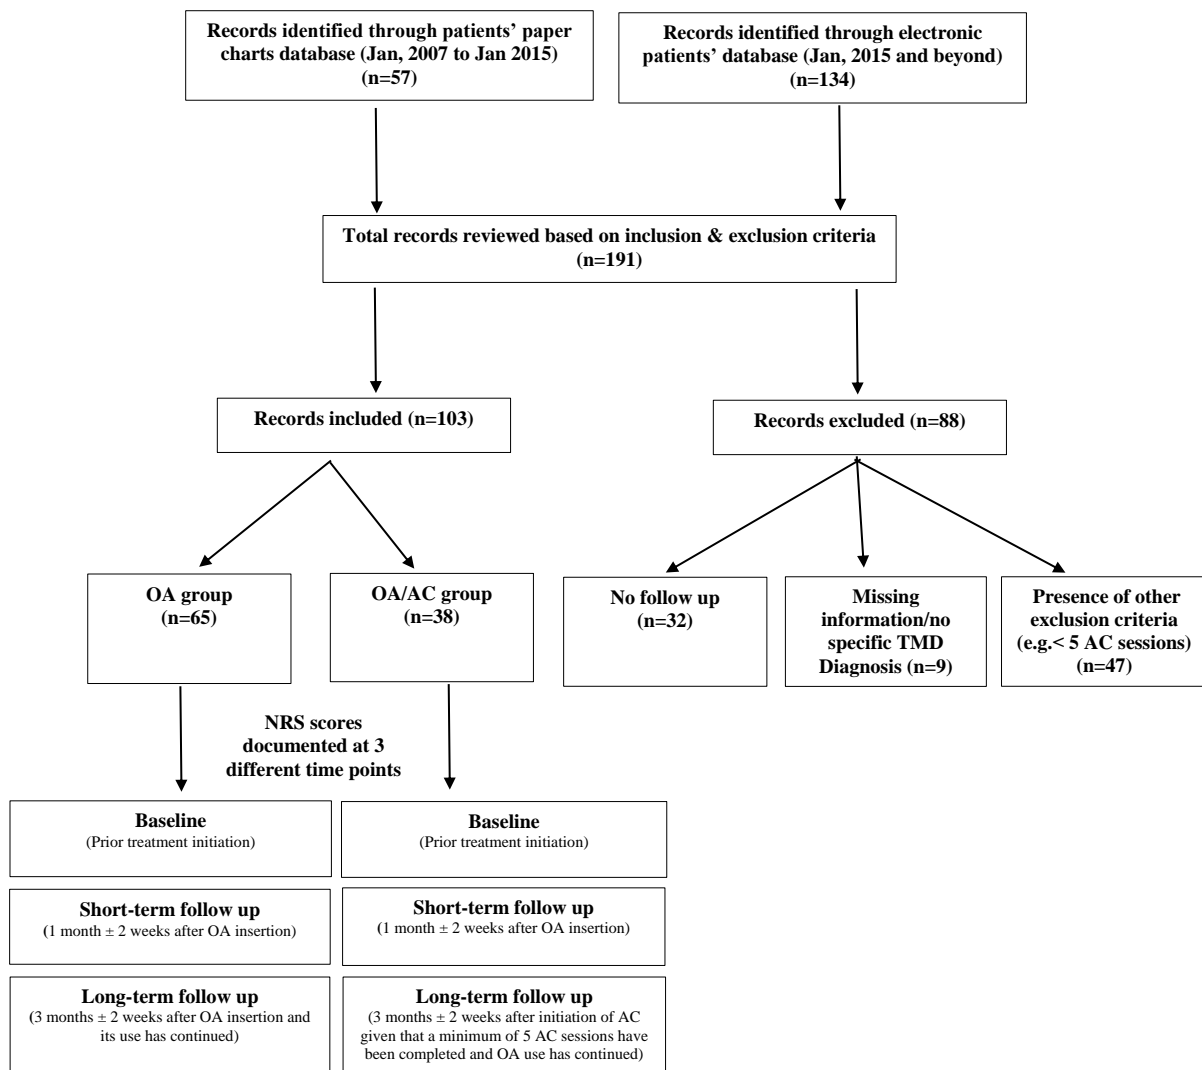 Records identified through patients’ paper
charts database (Jan, 2007 to Jan 2015)
(n=57)
Records identified through electronic
patients’ database (Jan, 2015 and beyond)
(n=134)
Total records reviewed based on inclusion & exclusion criteria
(n=191)
Records included (n=103)
Records excluded (n=88)
OA group
(n=65)
OA/AC group
(n=38)
No follow up
(n=32)
Missing
information/no
specific TMD
Diagnosis (n=9)
Presence of other
exclusion criteria
(e.g.< 5 AC sessions)
(n=47)
NRS scores
documented at 3
different time points
Baseline
(Prior treatment initiation)
Baseline
(Prior treatment initiation)
Short-term follow up
(1 month ± 2 weeks after OA insertion)
Short-term follow up
(1 month ± 2 weeks after OA insertion)
Long-term follow up
(3 months ± 2 weeks after OA insertion and
its use has continued)
Long-term follow up
(3 months ± 2 weeks after initiation of AC
given that a minimum of 5 AC sessions have
been completed and OA use has continued)